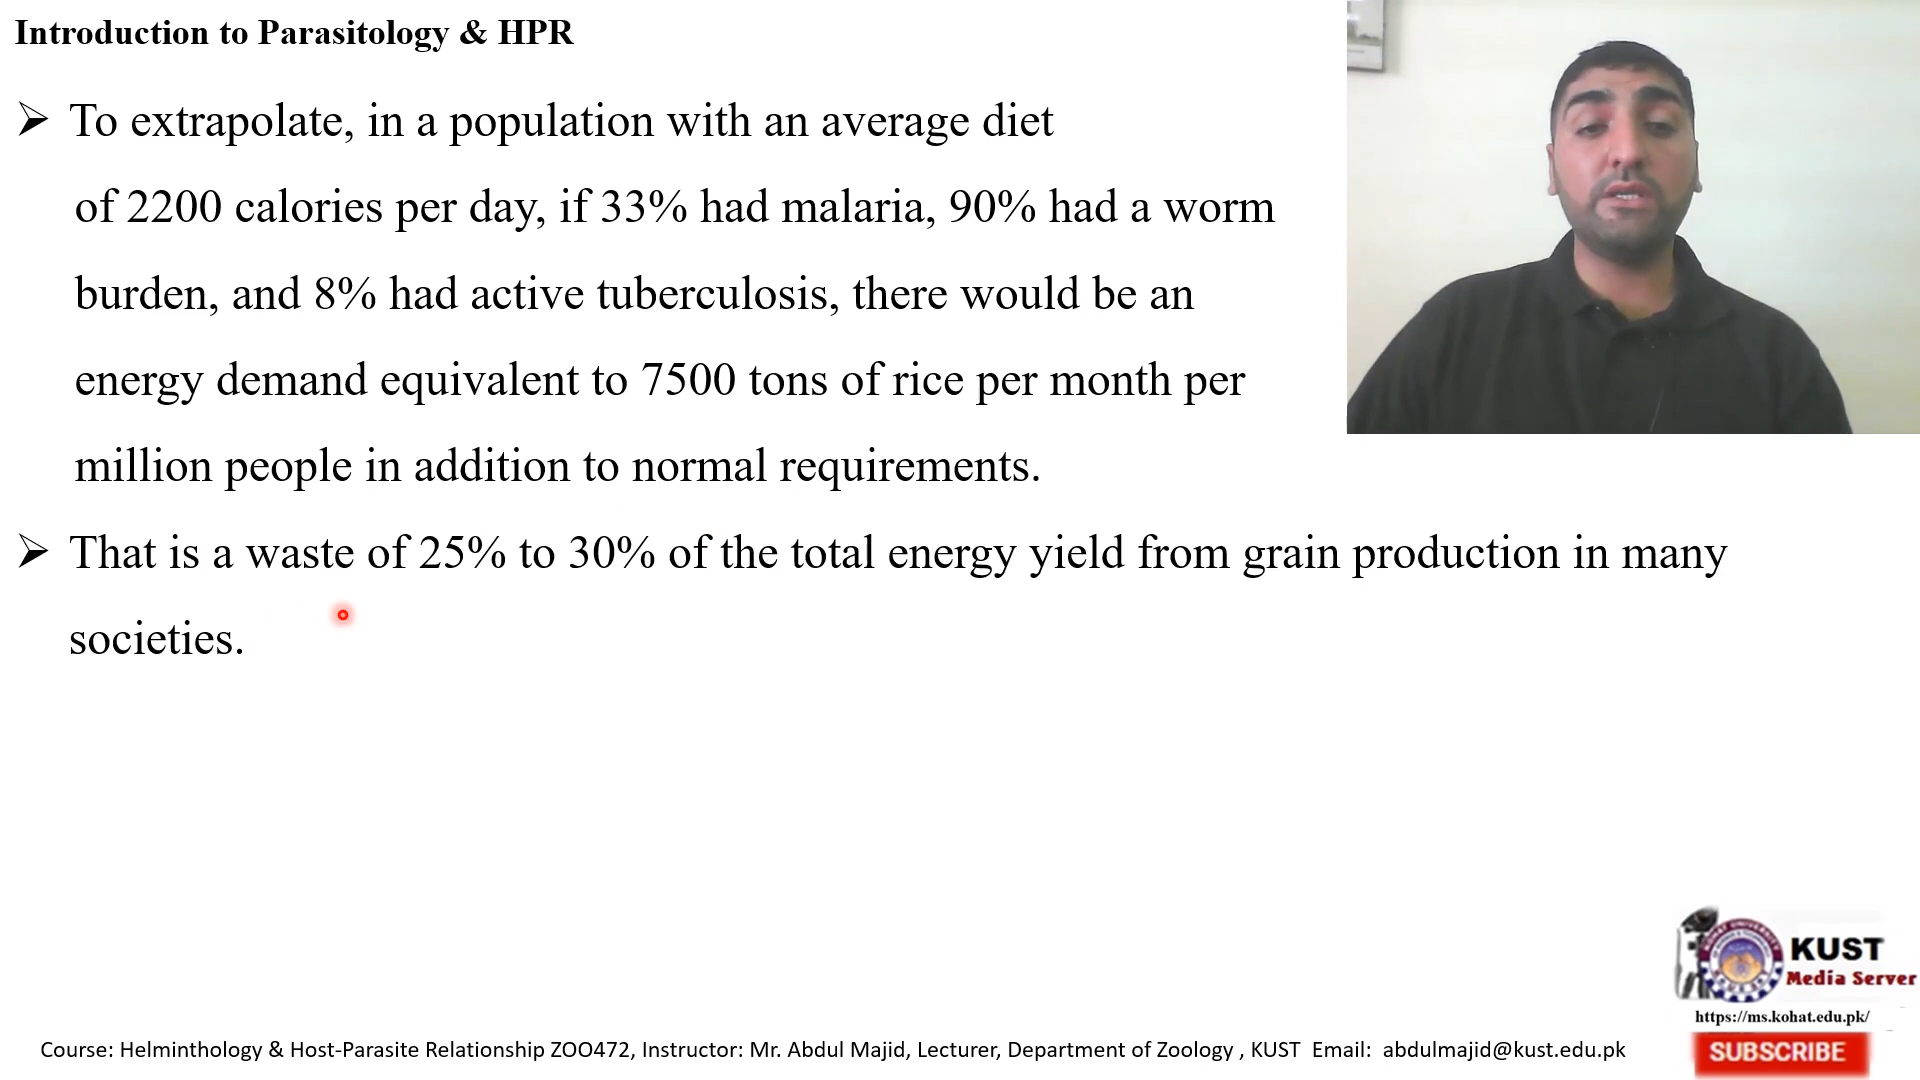 Introduction to Parasitology & HPR
➢ To extrapolate, in a population with an average diet
of 2200 calories per day, if 33% had malaria, 90% had a worm
burden, and 8% had active tuberculosis, there would be an
energy demand equivalent to 7500 tons of rice per month per
million people in addition to normal requirements.
➢ That is a waste of 25% to 30% of the total energy yield from grain production in many
societies.
KUST
Media Server
https://ms.kohat.edu.pk/
SUBSCRIBE
Course: Helminthology & Host-Parasite Relationship ZOO472, Instructor: Mr. Abdul Majid, Lecturer, Department of Zoology , KUST  Email:  abdulmajid@kust.edu.pk